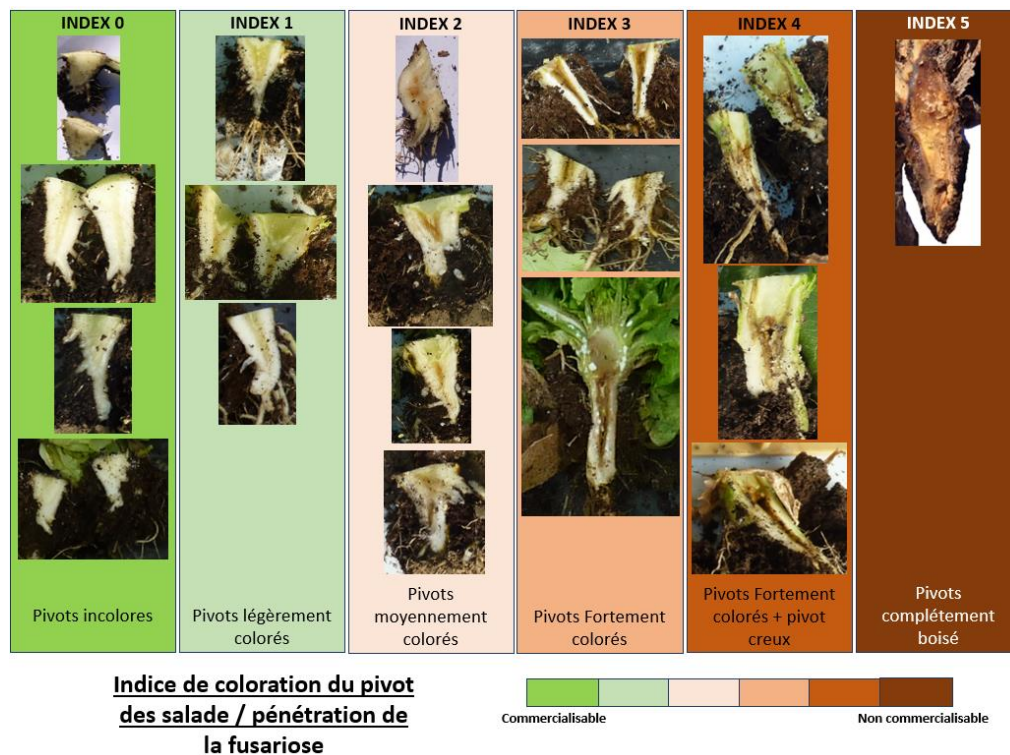 INDEX 0
INDEX 1
INDEX 2
INDEX 3
INDEX 4
INDEX 5
Pivots incolores
Pivots légèrement
colorés
Pivots
moyennement
colorés
Pivots Fortement
colorés
Pivots Fortement
colorés + pivot
creux
Pivots
complétement
boisé
Indice de coloration du pivot
des salade / pénétration de
la fusariose
Commercialisable
Non commercialisable